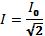 I = I₀/√2